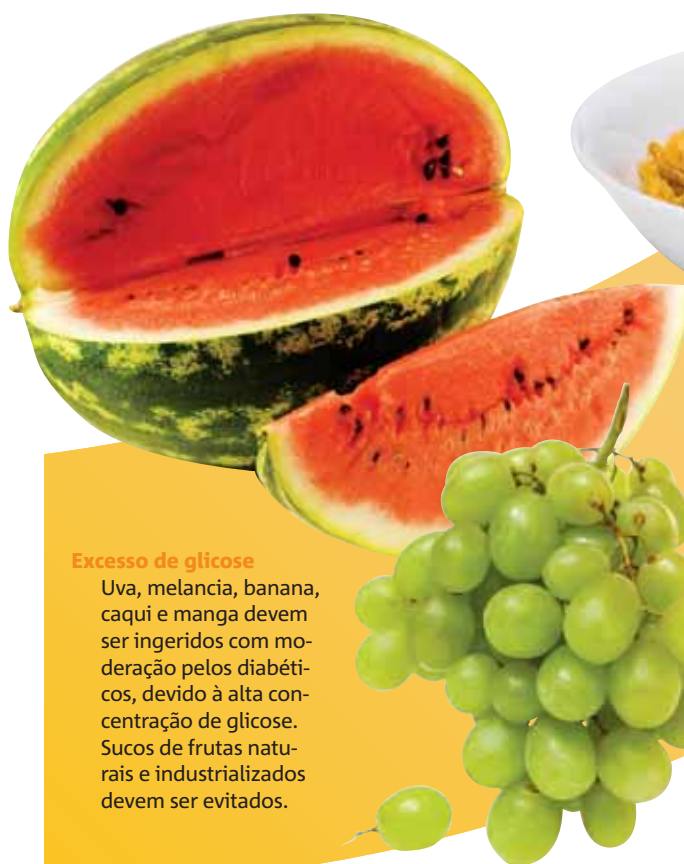 Excesso de glicose
Uva, melancia, banana,
caqui e manga devem
ser ingeridos com mo-
deração pelos diabéti-
cos, devido à alta con-
centração de glicose.
Sucos de frutas natu-
rais e industrializados
devem ser evitados.